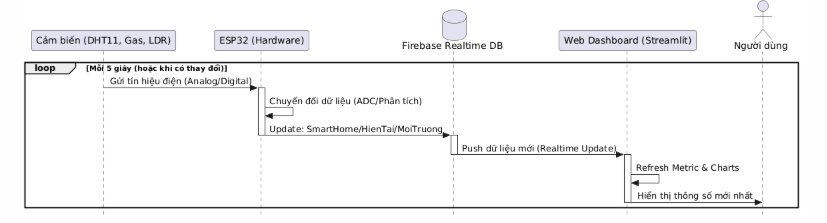 Cảm biến (DHT11, Gas, LDR)
ESP32 (Hardware)
Firebase Realtime DB
Web Dashboard (Streamlit)
Người dùng
loop
[Mỗi 5 giây (hoặc khi có thay đổi)]
Gửi tín hiệu điện (Analog/Digital)
Chuyển đổi dữ liệu (ADC/Phân tích)
Update: SmartHome/HienTai/MoiTruong
Push dữ liệu mới (Realtime Update)
Refresh Metric & Charts
Hiển thị thông số mới nhất